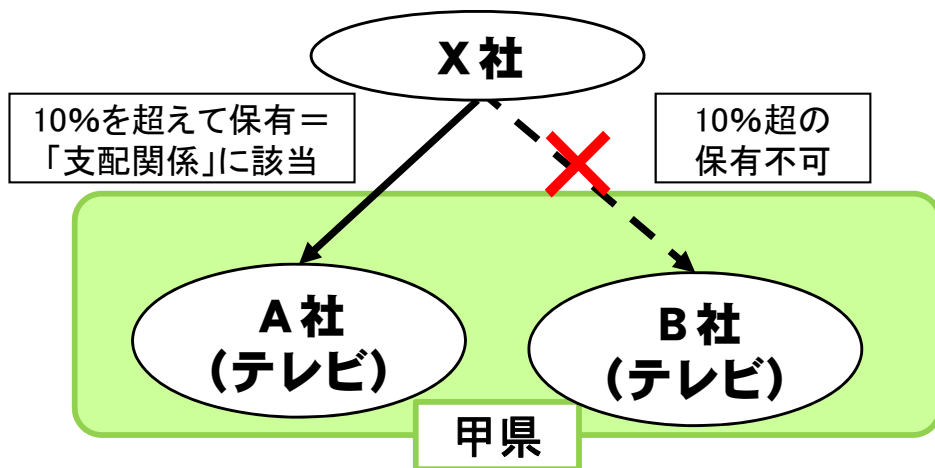 X社
10%を超えて保有=
「支配関係」に該当
10%超の
保有不可
A社
(テレビ)
B社
(テレビ)
甲県